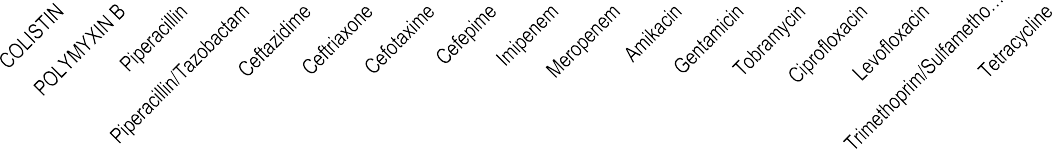 COLISTIN
POLYMYXIN B
Piperacillin
Piperacillin/Tazobactam
Ceftazidime
Ceftriaxone
Cefotaxime
Cefepime
Imipenem
Meropenem
Amikacin
Gentamicin
Tobramycin
Ciprofloxacin
Levofloxacin
Trimethoprim/Sulfametho…
Tetracycline